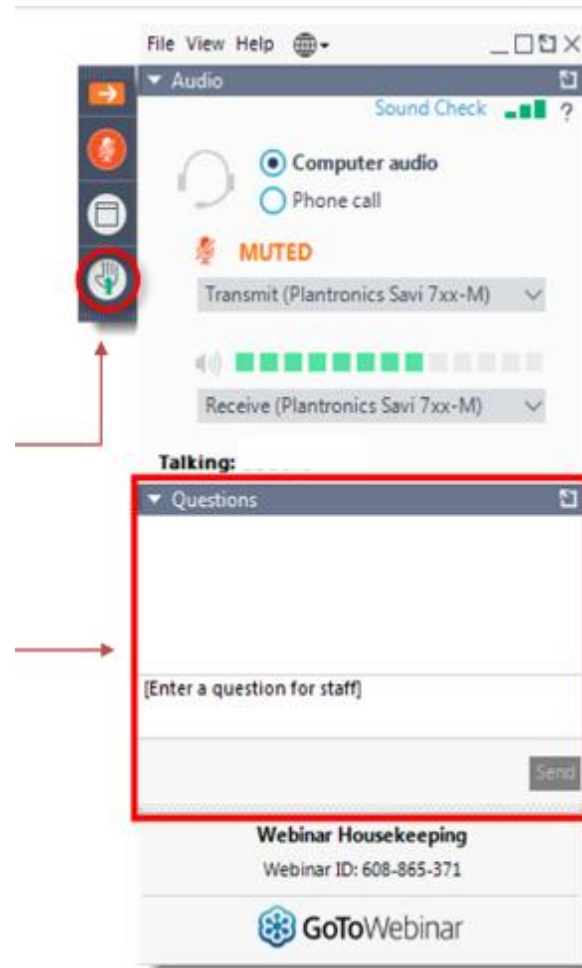 File View Help
Audio
Sound Check ?
Computer audio
Phone call
MUTED
Transmit (Plantronics Savi 7xx-M)
Receive (Plantronics Savi 7xx-M)
Talking:
Questions
[Enter a question for staff]
Send
Webinar Housekeeping
Webinar ID: 608-865-371
GoToWebinar